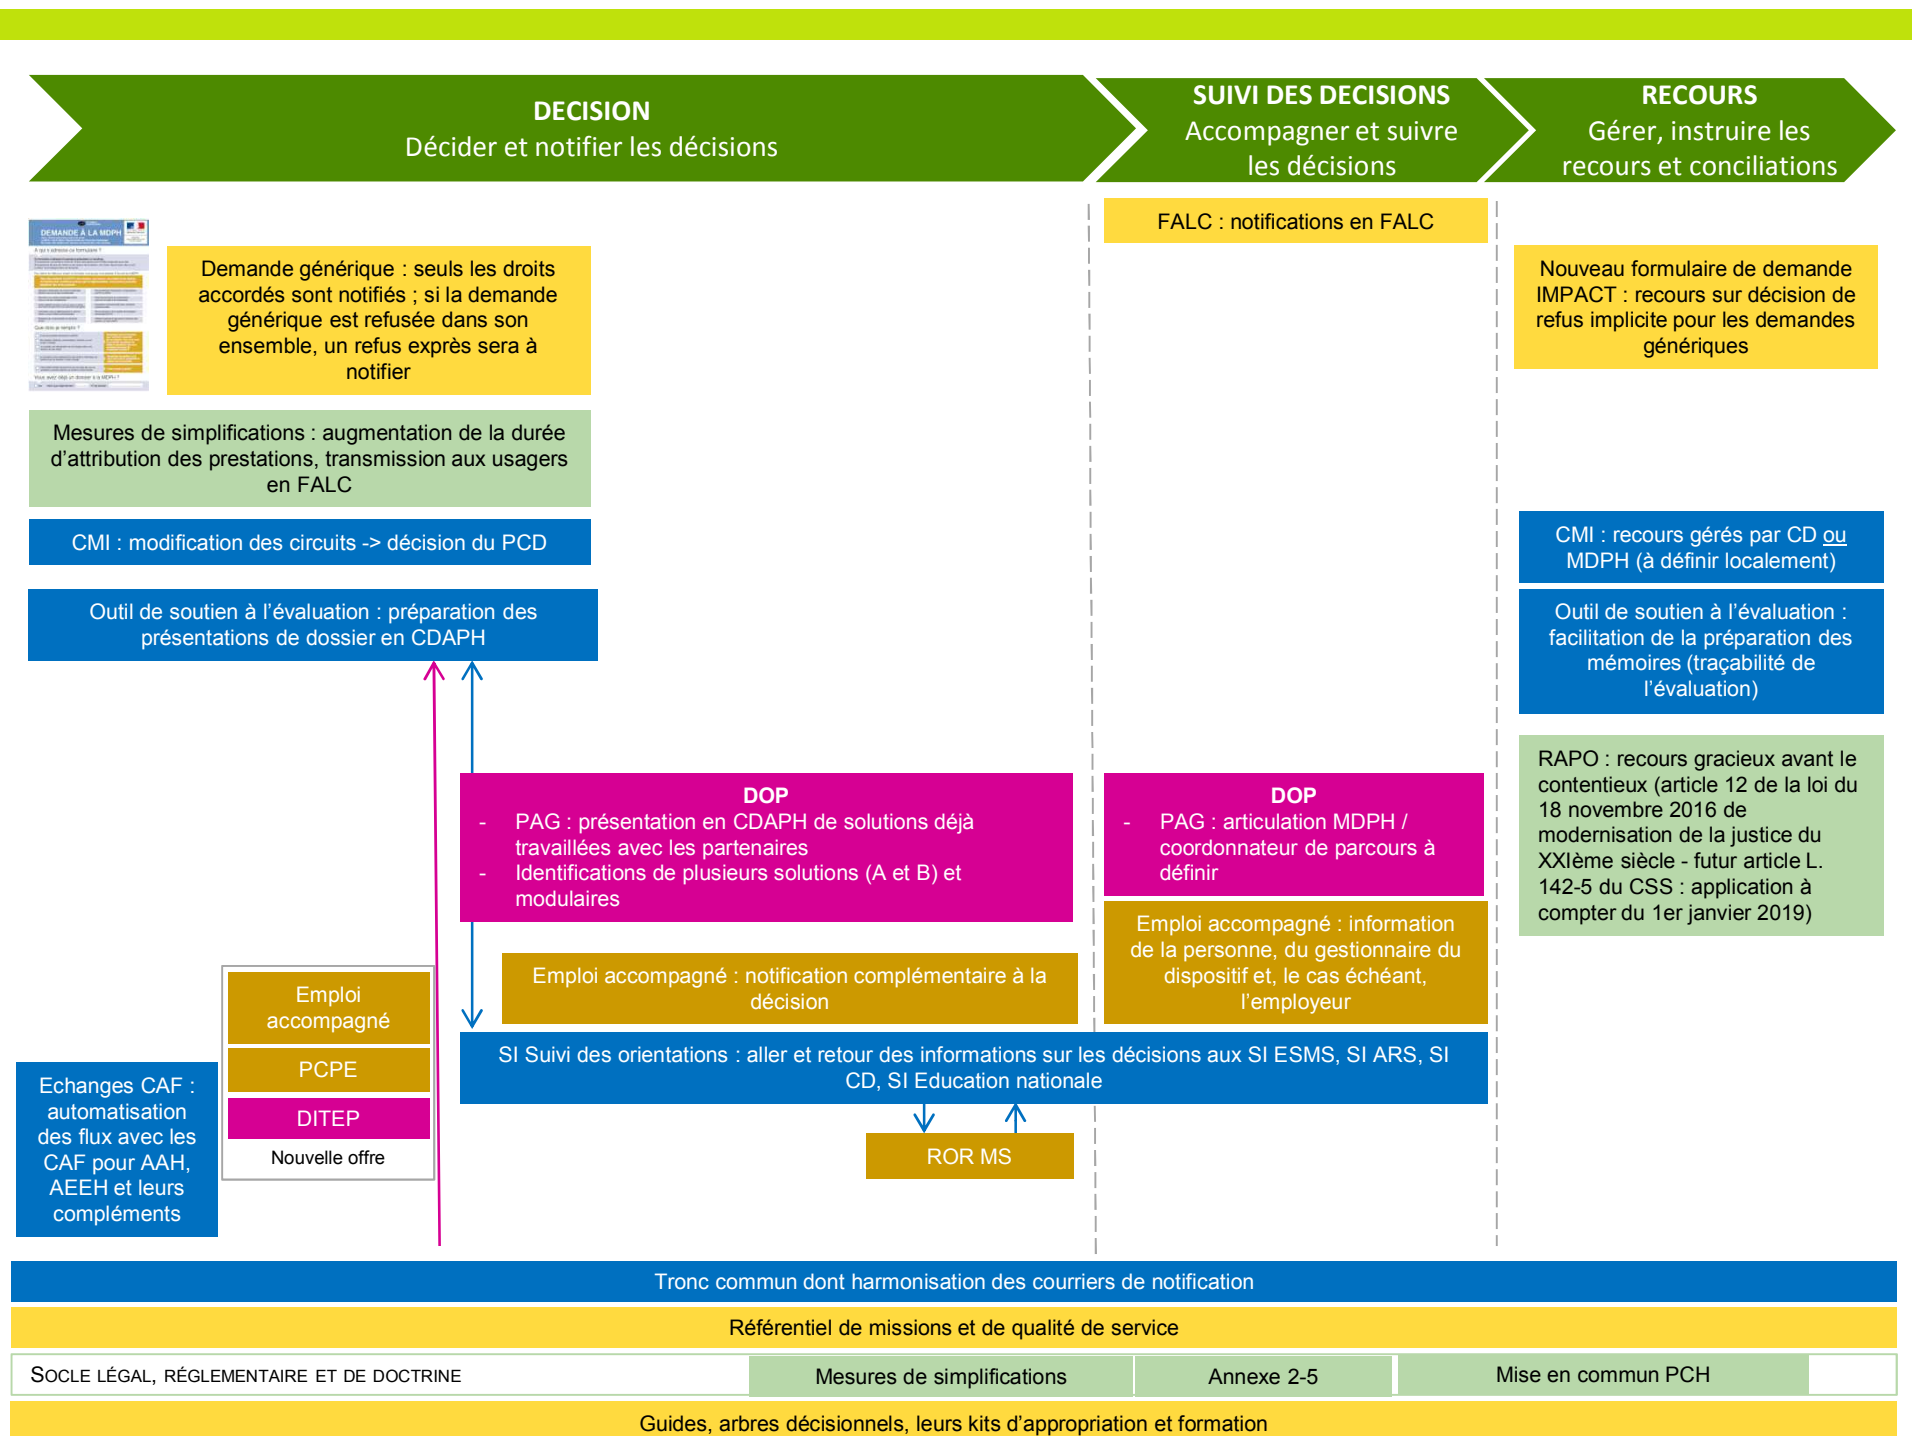 DECISION
Décider et notifier les décisions
SUIVI DES DECISIONS
Accompagner et suivre
les décisions
RECOURS
Gérer, instruire les
recours et conciliations
DEMANDE À LA MDPH
Demande générique : seuls les droits
accordés sont notifiés ; si la demande
générique est refusée dans son
ensemble, un refus exprès sera à
notifier
Mesures de simplifications : augmentation de la durée
d’attribution des prestations, transmission aux usagers
en FALC
CMI : modification des circuits -> décision du PCD
Outil de soutien à l’évaluation : préparation des
présentations de dossier en CDAPH
DOP
- PAG : présentation en CDAPH de solutions déjà
travaillées avec les partenaires
- Identifications de plusieurs solutions (A et B) et
modulaires
Emploi accompagné : notification complémentaire à la
décision
Emploi
accompagné
PCPE
DITEP
Nouvelle offre
Echanges CAF :
automatisation
des flux avec les
CAF pour AAH,
AEEH et leurs
compléments
FALC : notifications en FALC
DOP
- PAG : articulation MDPH /
coordonnateur de parcours à
définir
Emploi accompagné : information
de la personne, du gestionnaire du
dispositif et, le cas échéant,
l’employeur
SI Suivi des orientations : aller et retour des informations sur les décisions aux SI ESMS, SI ARS, SI
CD, SI Education nationale
ROR MS
Nouveau formulaire de demande
IMPACT : recours sur décision de
refus implicite pour les demandes
génériques
CMI : recours gérés par CD ou
MDPH (à définir localement)
Outil de soutien à l’évaluation :
facilitation de la préparation des
mémoires (traçabilité de
l’évaluation)
RAPO : recours gracieux avant le
contentieux (article 12 de la loi du
18 novembre 2016 de
modernisation de la justice du
XXIème siècle - futur article L.
142-5 du CSS : application à
compter du 1er janvier 2019)
Tronc commun dont harmonisation des courriers de notification
Référentiel de missions et de qualité de service
SOCLE LÉGAL, RÉGLEMENTAIRE ET DE DOCTRINE
Mesures de simplifications
Annexe 2-5
Mise en commun PCH
Guides, arbres décisionnels, leurs kits d’appropriation et formation